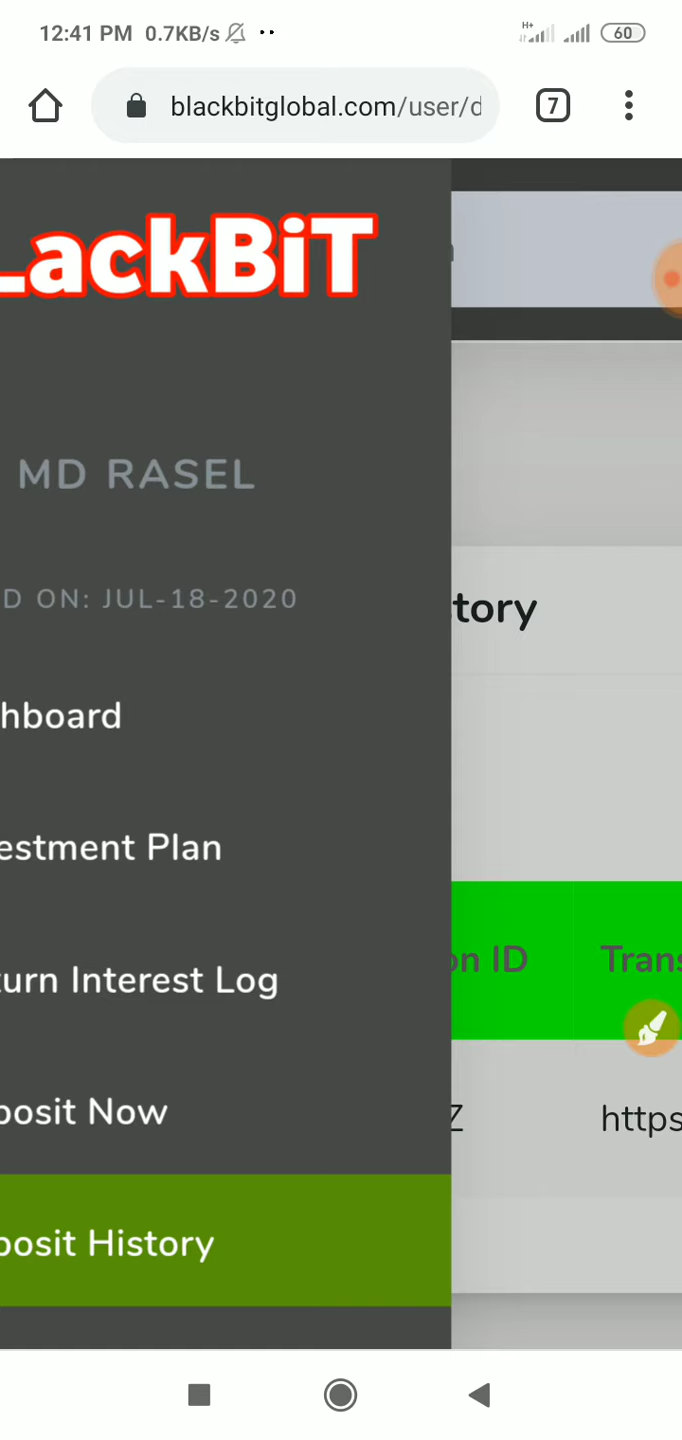 12:41 PM 0.7KB/s
H+
60
blackbitglobal.com/user/d
7
LackBiT
MD RASEL
D ON: JUL-18-2020
tory
hboard
estment Plan
turn Interest Log
on ID
Trans
posit Now
Z
https
posit History